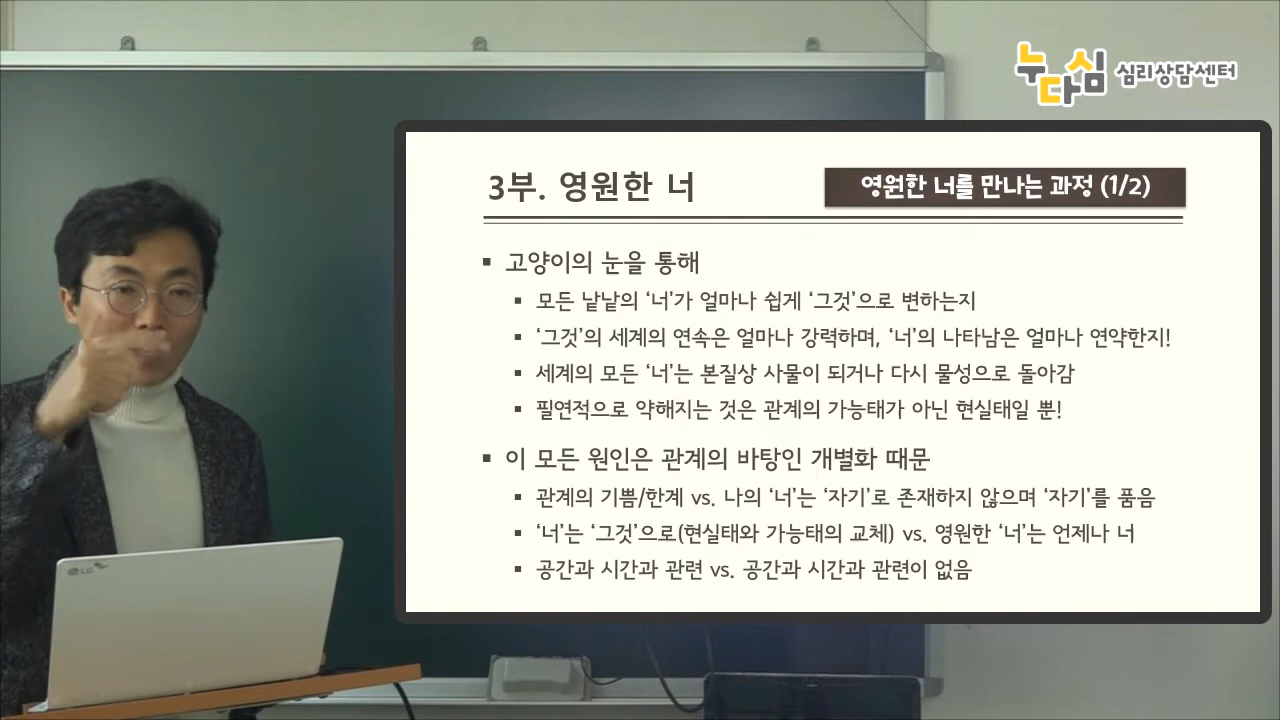 누다심 심리상담센터
3부. 영원한 너
영원한 너를 만나는 과정 (1/2)
▪ 고양이의 눈을 통해
▪ 모든 낱낱의 ‘너’가 얼마나 쉽게 ‘그것’으로 변하는지
▪ ‘그것’의 세계의 연속은 얼마나 강력하며, ‘너’의 나타남은 얼마나 연약한지!
▪ 세계의 모든 ‘너’는 본질상 사물이 되거나 다시 물성으로 돌아감
▪ 필연적으로 약해지는 것은 관계의 가능태가 아닌 현실태일 뿐!
▪ 이 모든 원인은 관계의 바탕인 개별화 때문
▪ 관계의 기쁨/한계 vs. 나의 ‘너’는 ‘자기’로 존재하지 않으며 ‘자기’를 품음
▪ ‘너’는 ‘그것’으로(현실태와 가능태의 교체) vs. 영원한 ‘너’는 언제나 너
▪ 공간과 시간과 관련 vs. 공간과 시간과 관련이 없음
LG